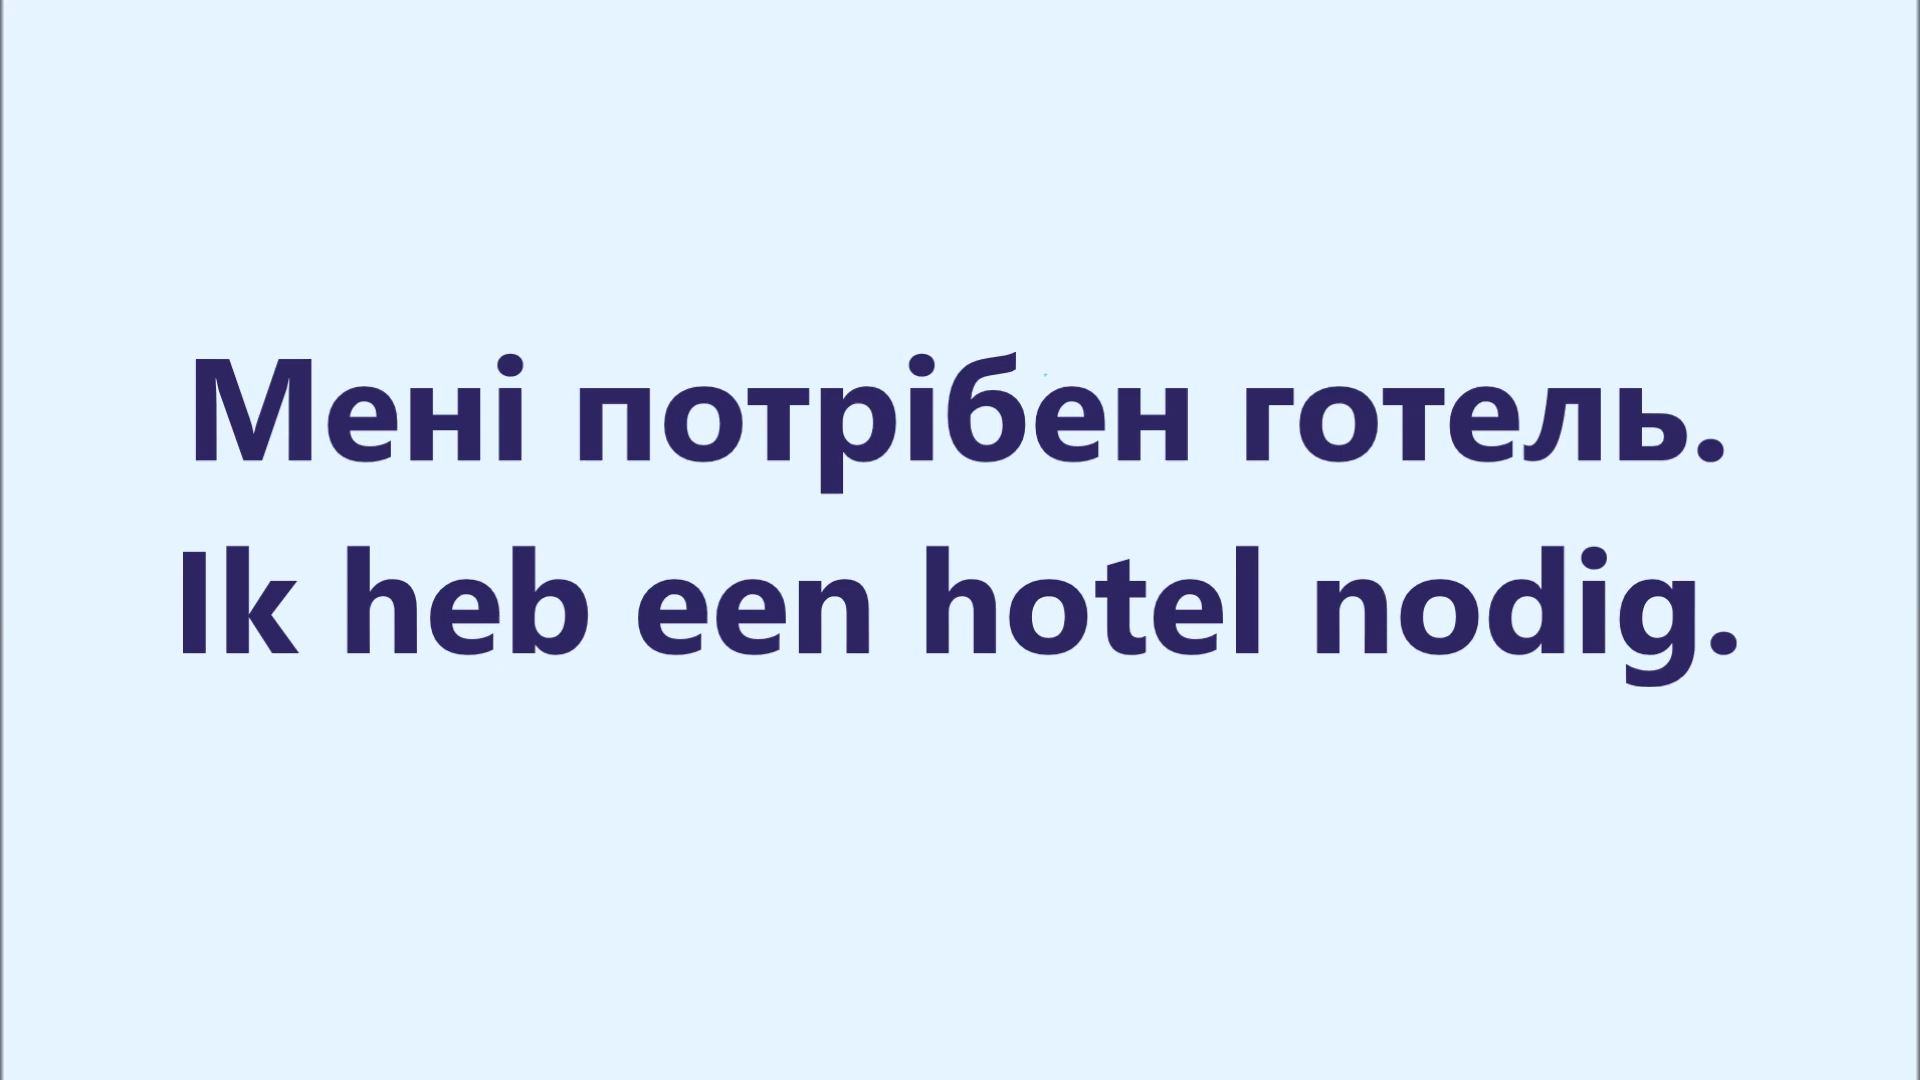 Мені потрібен готель.
Ik heb een hotel nodig.